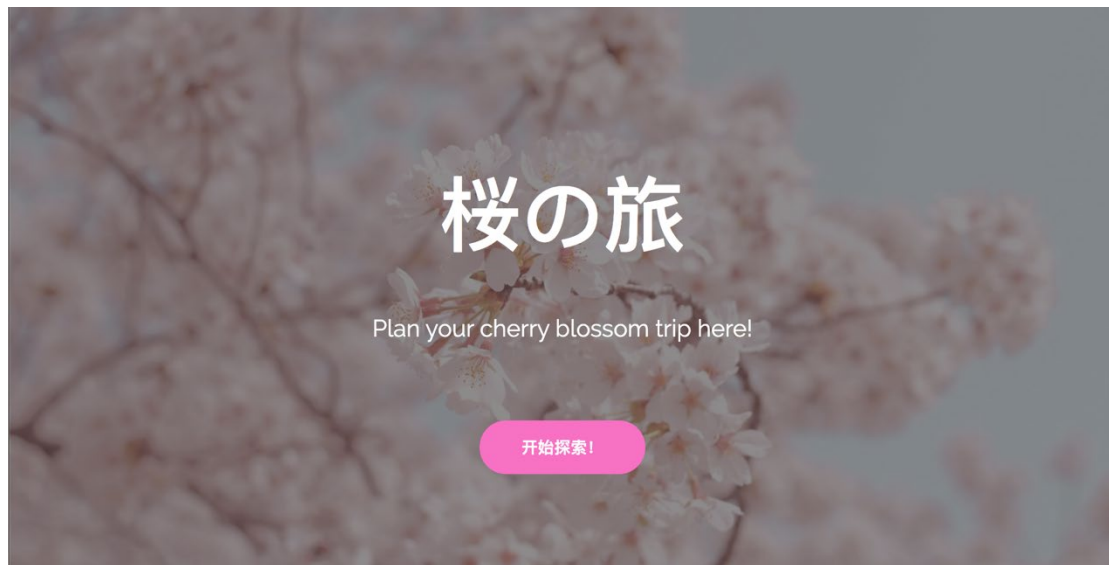 桜の旅
Plan your cherry blossom trip here!
开始探索！